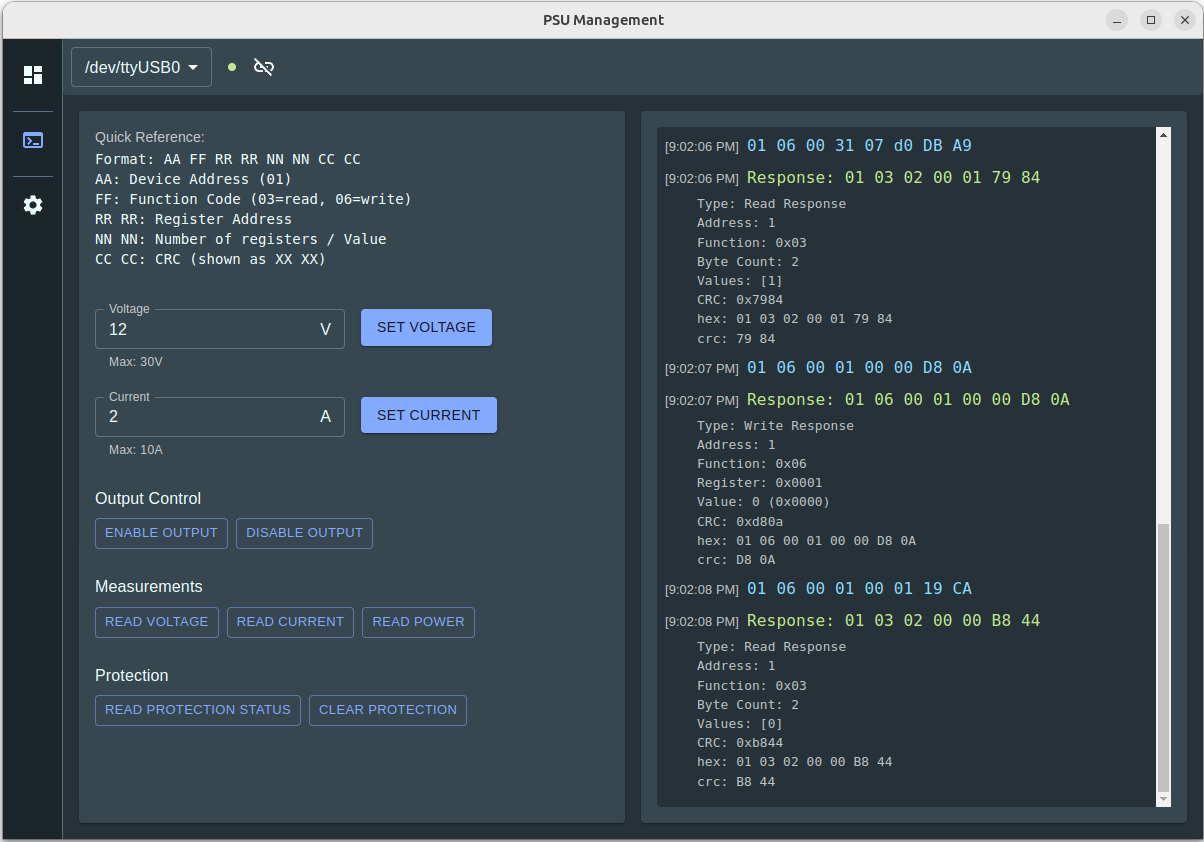 PSU Management
/dev/ttyUSB0
Quick Reference:
Format: AA FF RR RR NN NN CC CC
AA: Device Address (01)
FF: Function Code (03=read, 06=write)
RR RR: Register Address
NN NN: Number of registers / Value
CC CC: CRC (shown as XX XX)
Voltage
12 V
SET VOLTAGE
Max: 30V
Current
2 A
SET CURRENT
Max: 10A
Output Control
ENABLE OUTPUT DISABLE OUTPUT
Measurements
READ VOLTAGE READ CURRENT READ POWER
Protection
READ PROTECTION STATUS CLEAR PROTECTION
[9:02:06 PM] 01 06 00 31 07 d0 DB A9
[9:02:06 PM] Response: 01 03 02 00 01 79 84
Type: Read Response
Address: 1
Function: 0x03
Byte Count: 2
Values: [1]
CRC: 0x7984
hex: 01 03 02 00 01 79 84
crc: 79 84
[9:02:07 PM] 01 06 00 01 00 00 D8 0A
[9:02:07 PM] Response: 01 06 00 01 00 00 D8 0A
Type: Write Response
Address: 1
Function: 0x06
Register: 0x0001
Value: 0 (0x0000)
CRC: 0xd80a
hex: 01 06 00 01 00 00 D8 0A
crc: D8 0A
[9:02:08 PM] 01 06 00 01 00 01 19 CA
[9:02:08 PM] Response: 01 03 02 00 00 B8 44
Type: Read Response
Address: 1
Function: 0x03
Byte Count: 2
Values: [0]
CRC: 0xb844
hex: 01 03 02 00 00 B8 44
crc: B8 44